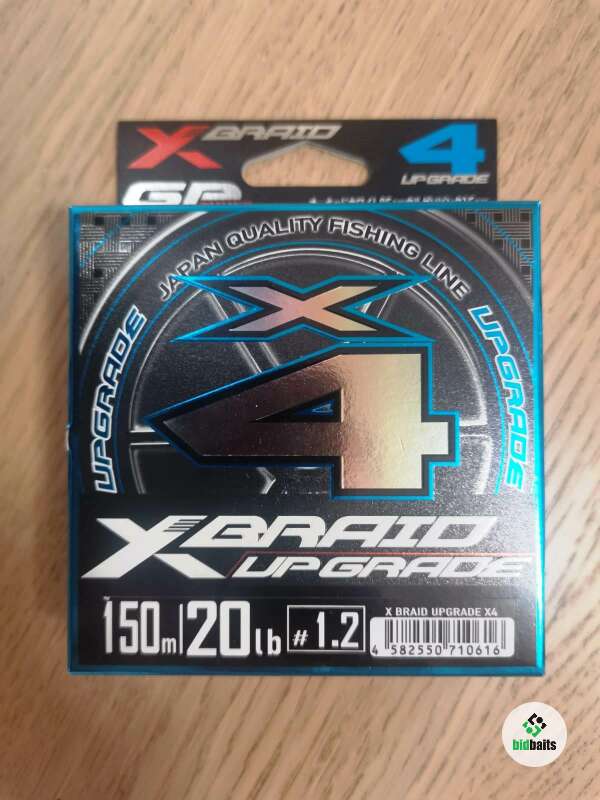 X BRAID
4
UPGRADE
GP
JAPAN QUALITY FISHING LINE
UPGRADE
UPGRADE
X
4
X BRAID
UPGRADE
150m 20lb #1.2
X BRAID UPGRADE X4
4 582550 710616
bidbaits